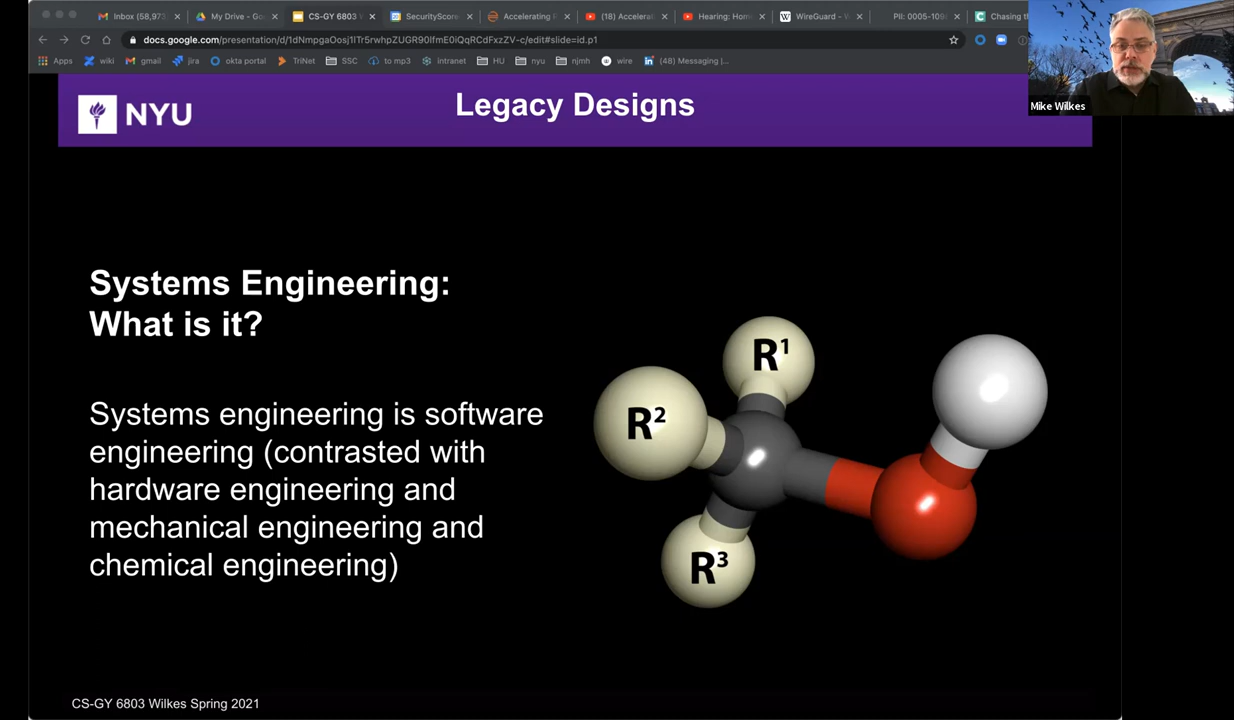 Inbox (58,973
My Drive - Goo
CS-GY 6803
SecurityScore
Accelerating R
(18) Accelerat
Hearing: Hom
WireGuard - W
PII: 0005-109
Chasing th
docs.google.com/presentation/d/1dNmpgaOosj1ITr5rwhpZUGR90lfmE0iQqRCdFxzZV-c/edit#slide=id.p1
Apps
wiki
gmail
jira
okta portal
TriNet
SSC
to mp3
Intranet
HU
nyu
njmh
wire
(48) Messaging |...
Mike Wilkes
NYU
Legacy Designs
Systems Engineering:
What is it?
Systems engineering is software
engineering (contrasted with
hardware engineering and
mechanical engineering and
chemical engineering)
R¹
R²
R³
CS-GY 6803 Wilkes Spring 2021